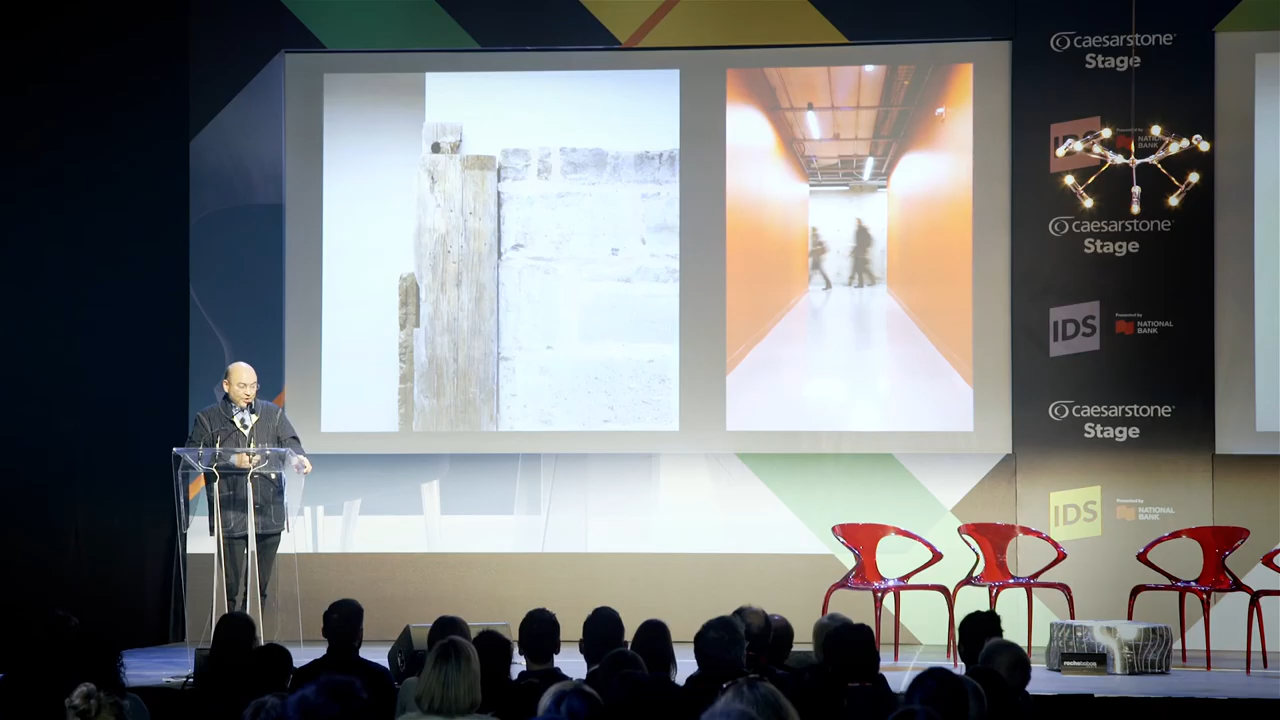 caesarstone
Stage
IDS
Presented by
NATIONAL
BANK
caesarstone
Stage
IDS
Presented by
NATIONAL
BANK
caesarstone
Stage
IDS
Presented by
NATIONAL
BANK
rochebobois